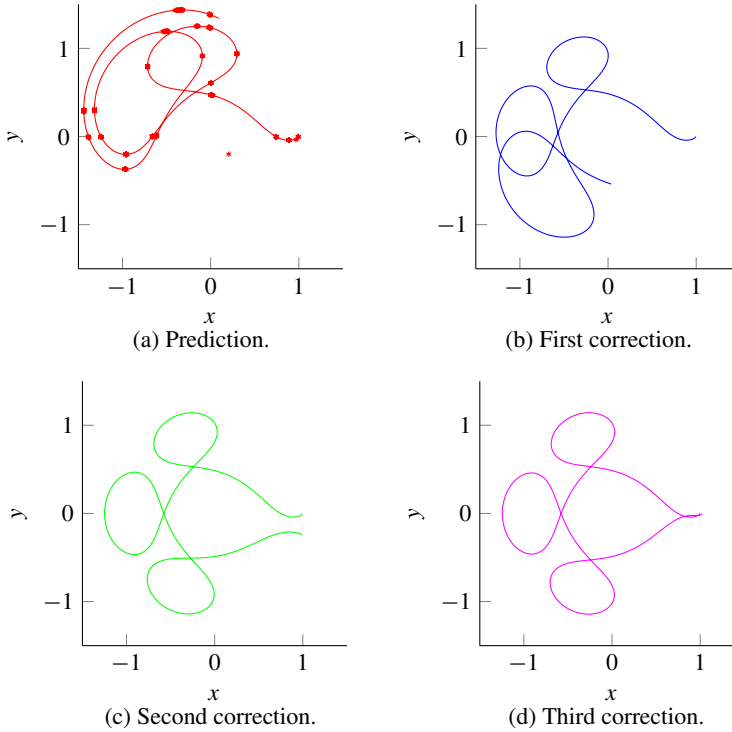 1
0
−1
y
−1 0 1
x
(a) Prediction.
1
0
−1
y
−1 0 1
x
(b) First correction.
1
0
−1
y
−1 0 1
x
(c) Second correction.
1
0
−1
y
−1 0 1
x
(d) Third correction.